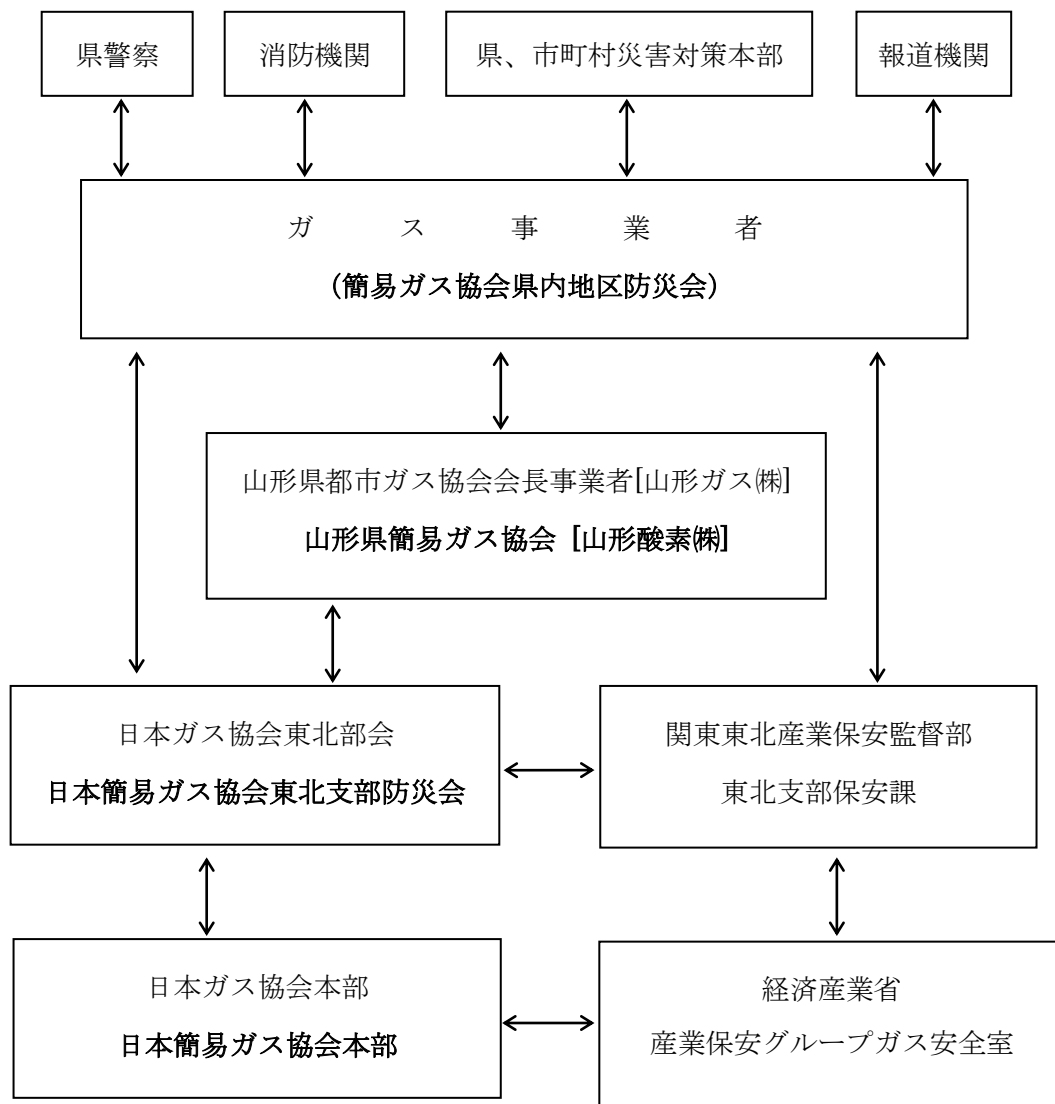 県警察
消防機関
県、市町村災害対策本部
報道機関
ガス事業者
(簡易ガス協会県内地区防災会)
山形県都市ガス協会会長事業者[山形ガス㈱]
山形県簡易ガス協会 [山形酸素㈱]
日本ガス協会東北部会
日本簡易ガス協会東北支部防災会
関東東北産業保安監督部
東北支部保安課
日本ガス協会本部
日本簡易ガス協会本部
経済産業省
産業保安グループガス安全室